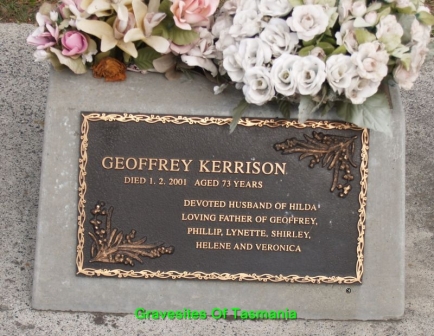 GEOFFREY KERRISON
DIED 1. 2. 2001 AGED 73 YEARS
DEVOTED HUSBAND OF HILDA
LOVING FATHER OF GEOFFREY,
PHILLIP, LYNETTE, SHIRLEY,
HELENE AND VERONICA
Gravesites Of Tasmania